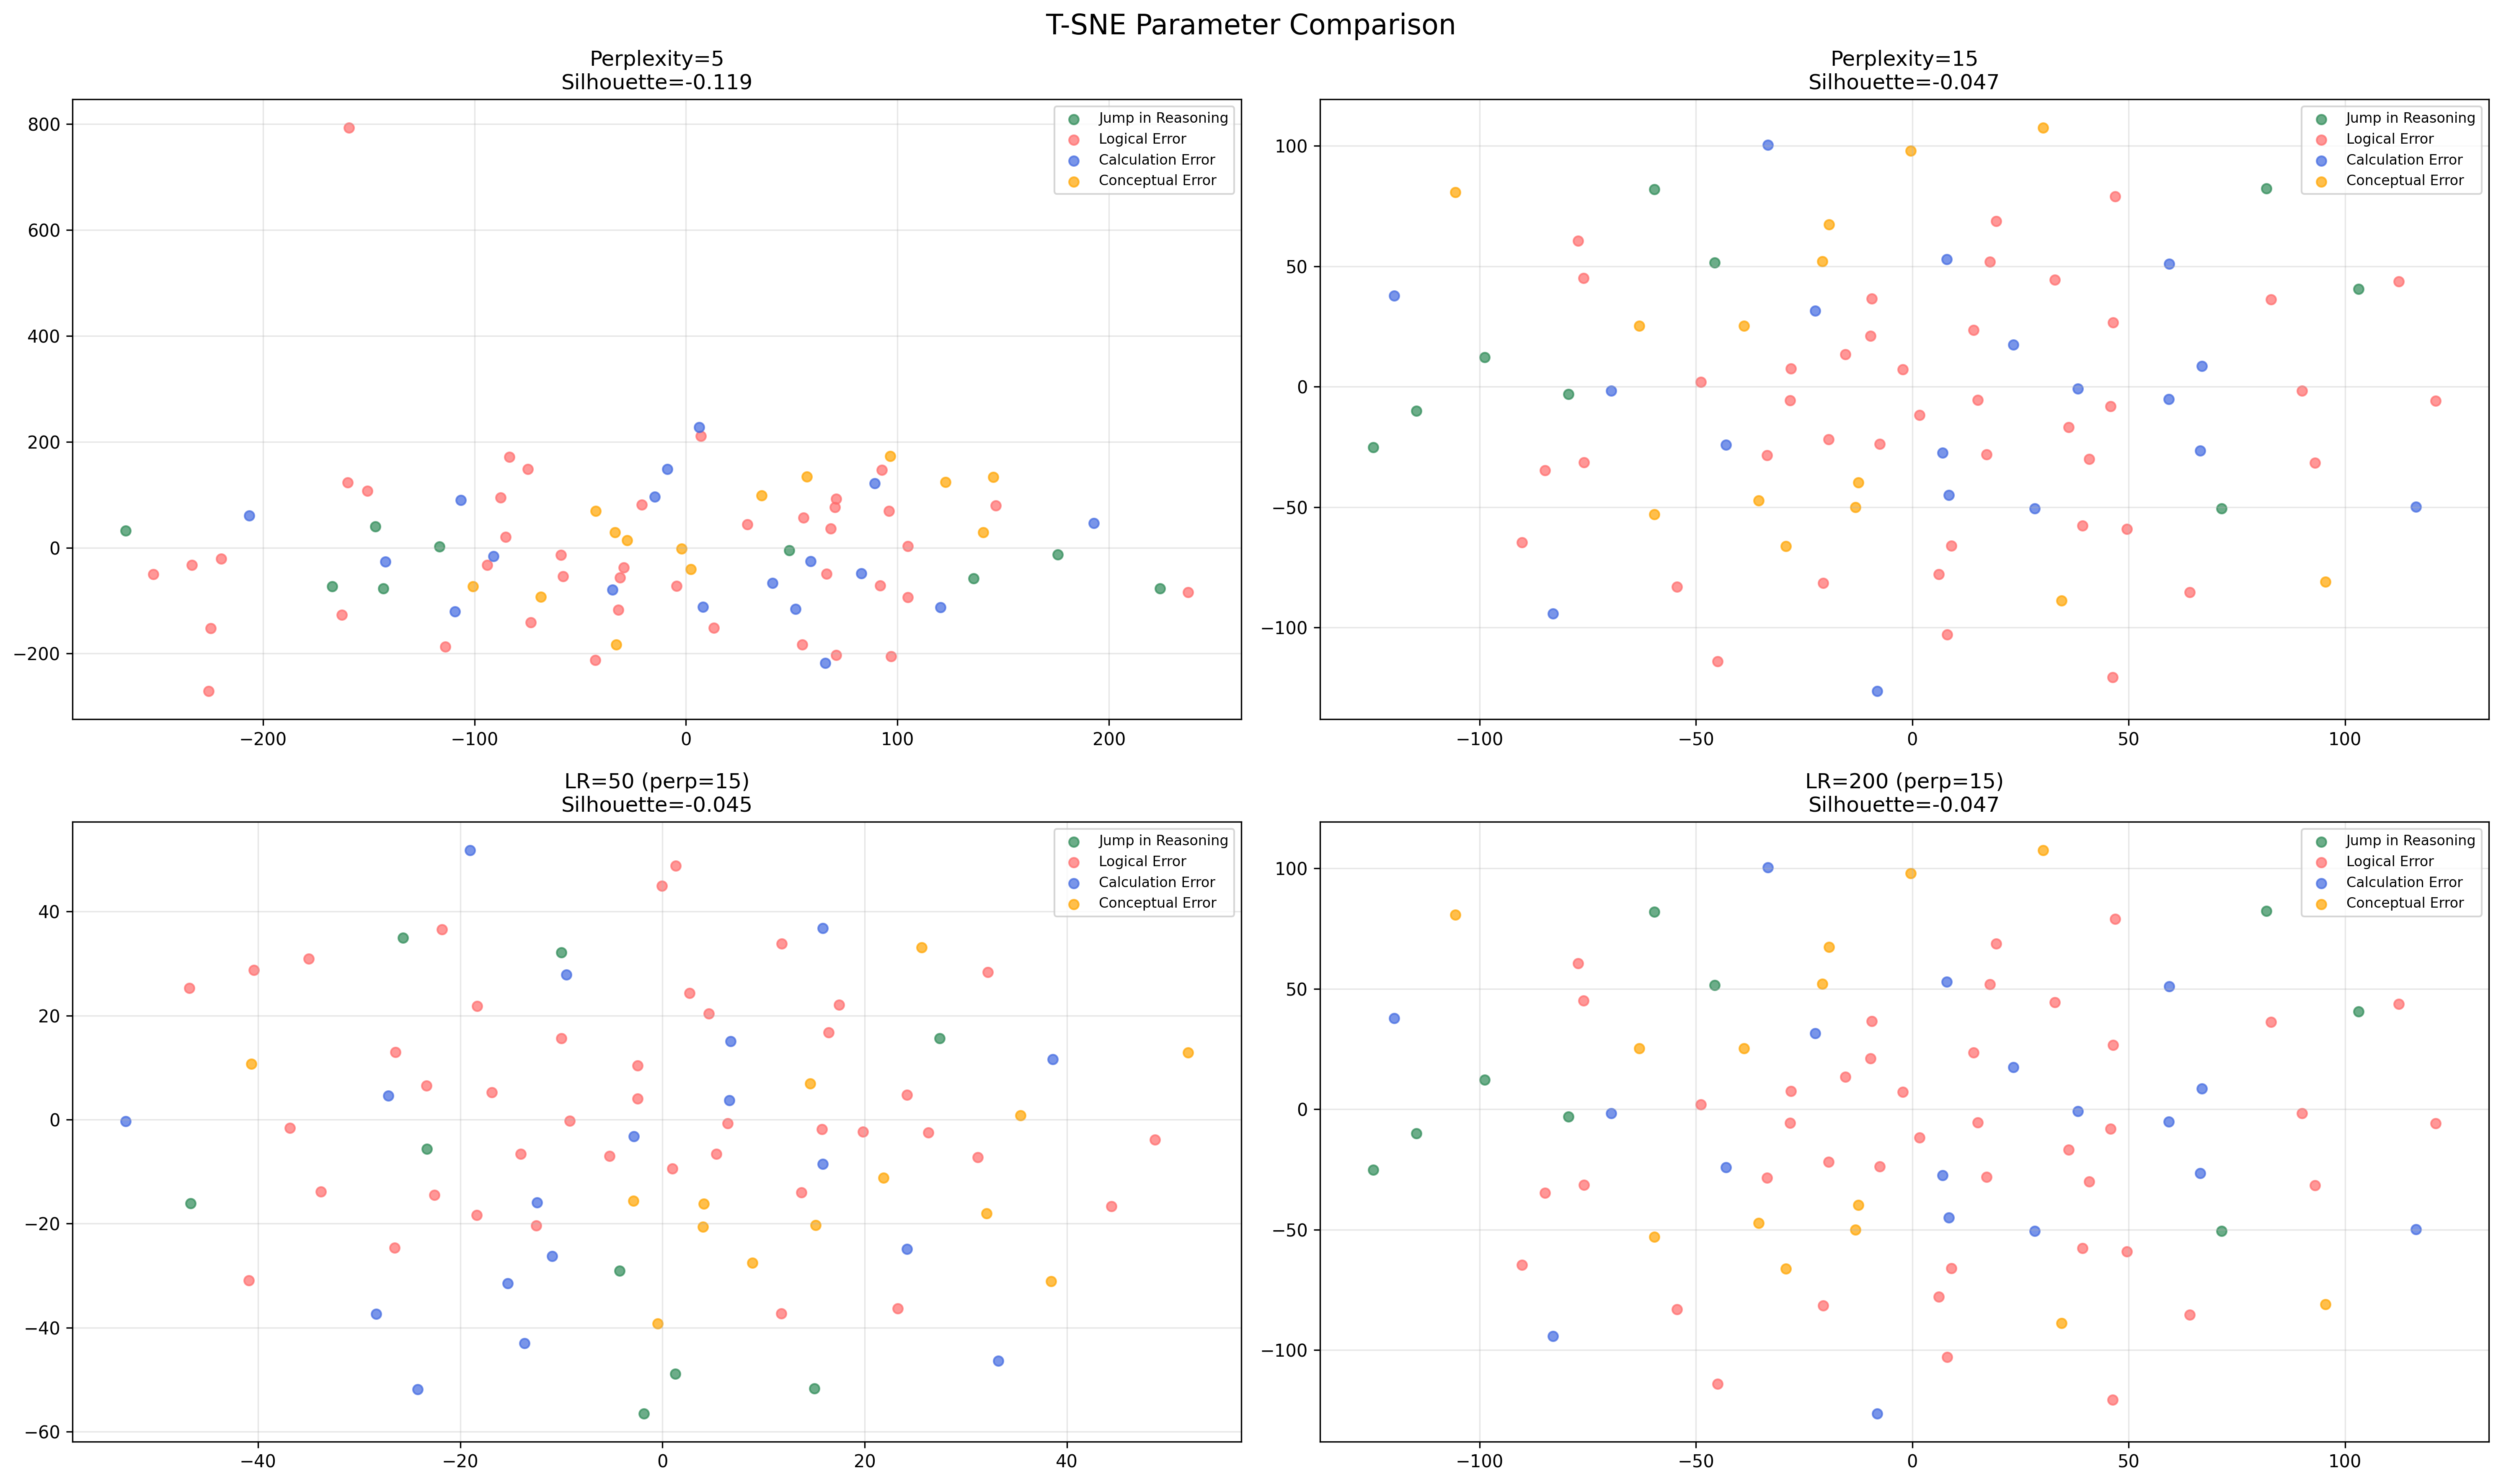 T-SNE Parameter Comparison
Perplexity=5
Silhouette=-0.119
Jump in Reasoning
Logical Error
Calculation Error
Conceptual Error
800
600
400
200
0
−200
−200
−100
0
100
200
Perplexity=15
Silhouette=-0.047
Jump in Reasoning
Logical Error
Calculation Error
Conceptual Error
100
50
0
−50
−100
−100
−50
0
50
100
LR=50 (perp=15)
Silhouette=-0.045
Jump in Reasoning
Logical Error
Calculation Error
Conceptual Error
40
20
0
−20
−40
−60
−40
−20
0
20
40
LR=200 (perp=15)
Silhouette=-0.047
Jump in Reasoning
Logical Error
Calculation Error
Conceptual Error
100
50
0
−50
−100
−100
−50
0
50
100